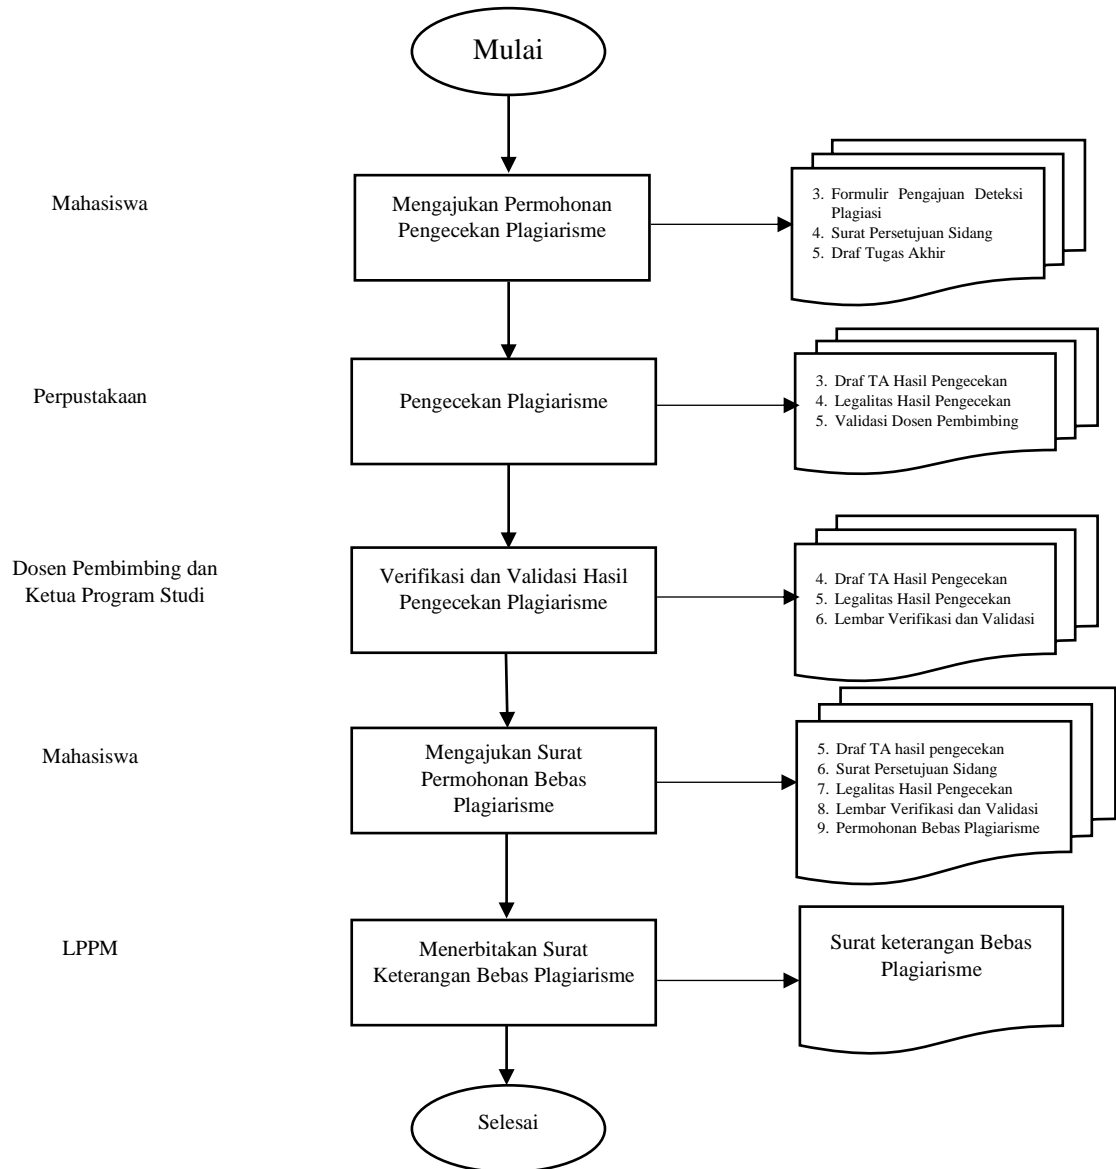 Mulai
Mahasiswa
Mengajukan Permohonan
Pengecekan Plagiarisme
3. Formulir Pengajuan Deteksi
Plagiasi
4. Surat Persetujuan Sidang
5. Draf Tugas Akhir
Perpustakaan
Pengecekan Plagiarisme
3. Draf TA Hasil Pengecekan
4. Legalitas Hasil Pengecekan
5. Validasi Dosen Pembimbing
Dosen Pembimbing dan
Ketua Program Studi
Verifikasi dan Validasi Hasil
Pengecekan Plagiarisme
4. Draf TA Hasil Pengecekan
5. Legalitas Hasil Pengecekan
6. Lembar Verifikasi dan Validasi
Mahasiswa
Mengajukan Surat
Permohonan Bebas
Plagiarisme
5. Draf TA hasil pengecekan
6. Surat Persetujuan Sidang
7. Legalitas Hasil Pengecekan
8. Lembar Verifikasi dan Validasi
9. Permohonan Bebas Plagiarisme
LPPM
Menerbitakan Surat
Keterangan Bebas Plagiarisme
Surat keterangan Bebas
Plagiarisme
Selesai